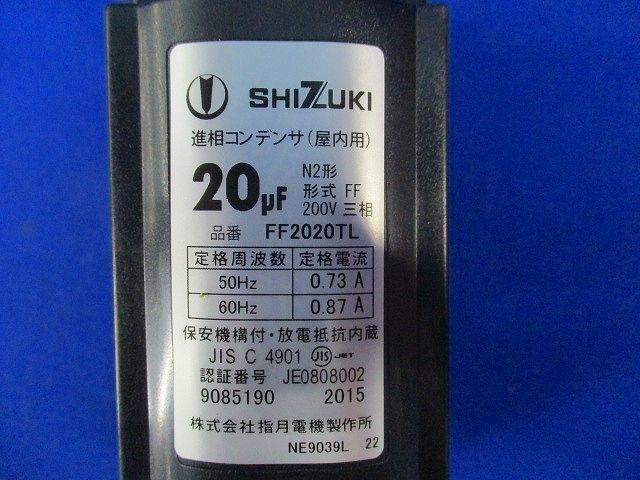 SHIZUKI
進相コンデンサ(屋内用)
20μF
N2形
形式 FF
200V 三相
品番 FF2020TL
定格周波数 定格電流
50Hz 0.73 A
60Hz 0.87 A
保安機構付・放電抵抗内蔵
JIS C 4901 JIS JET
認証番号 JE0808002
9085190 2015
株式会社指月電機製作所
NE9039L 22